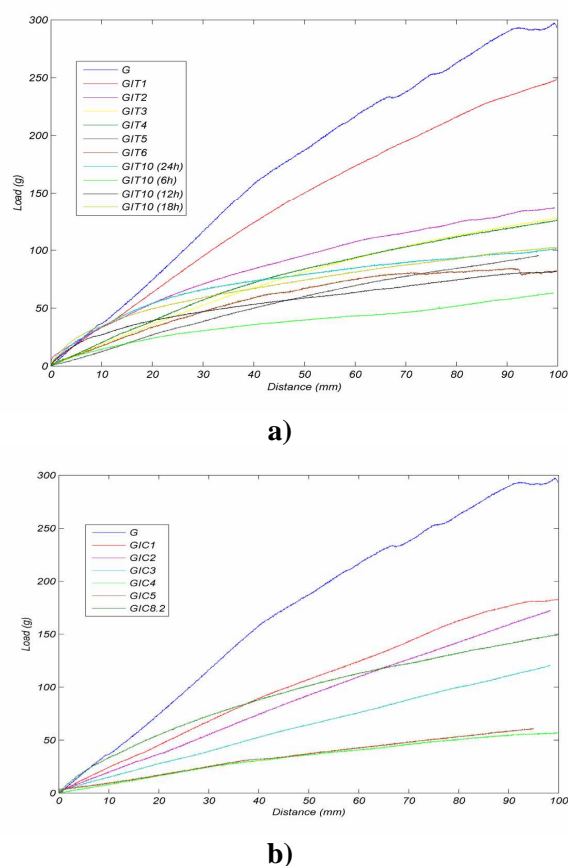 300
250
200
150
100
50
0
Load (g)
G
GIT1
GIT2
GIT3
GIT4
GIT5
GIT6
GIT10 (24h)
GIT10 (6h)
GIT10 (12h)
GIT10 (18h)
0 10 20 30 40 50 60 70 80 90 100
Distance (mm)
a)
300
250
200
150
100
50
0
Load (g)
G
GIC1
GIC2
GIC3
GIC4
GIC5
GIC8.2
0 10 20 30 40 50 60 70 80 90 100
Distance (mm)
b)